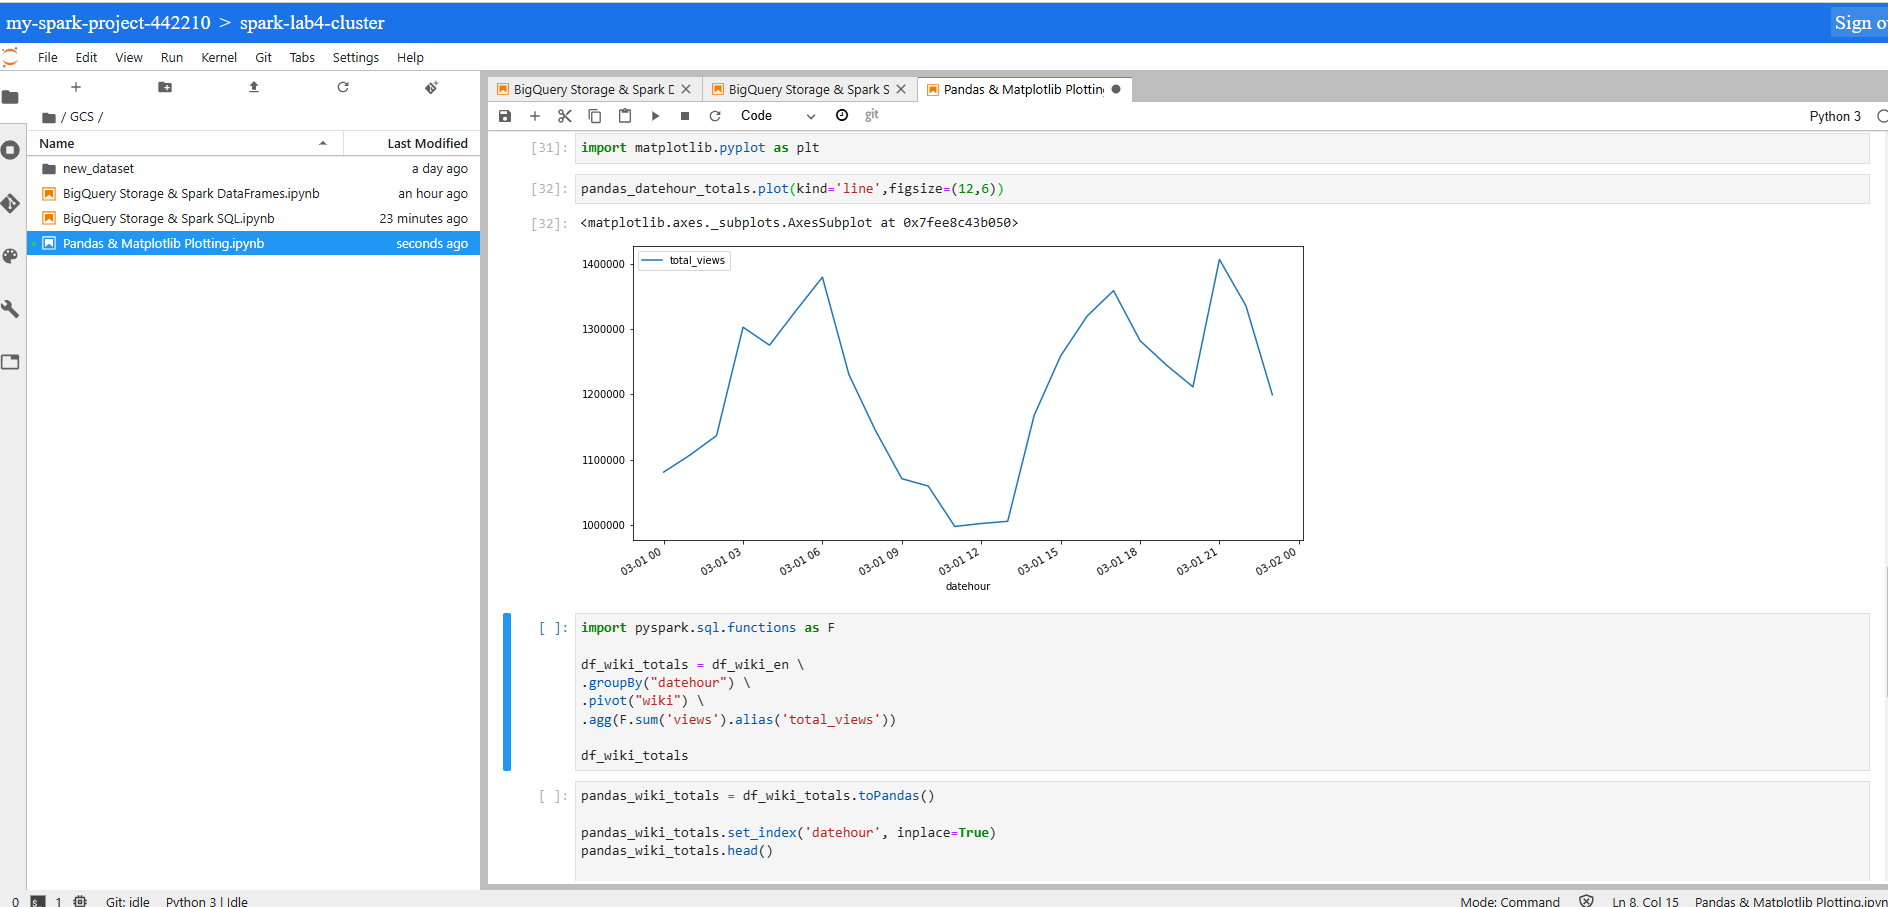 my-spark-project-442210 > spark-lab4-cluster
Sign o
File Edit View Run Kernel Git Tabs Settings Help
/ GCS /
Name Last Modified
new_dataset a day ago
BigQuery Storage & Spark DataFrames.ipynb an hour ago
BigQuery Storage & Spark SQL.ipynb 23 minutes ago
Pandas & Matplotlib Plotting.ipynb seconds ago
BigQuery Storage & Spark D
BigQuery Storage & Spark S
Pandas & Matplotlib Plotting
Code
git
Python 3
[31]: import matplotlib.pyplot as plt
[32]: pandas_datehour_totals.plot(kind='line',figsize=(12,6))
[32]: <matplotlib.axes._subplots.AxesSubplot at 0x7fee8c43b050>
total_views
1400000
1300000
1200000
1100000
1000000
03-01 00 03-01 03 03-01 06 03-01 09 03-01 12 03-01 15 03-01 18 03-01 21 03-02 00
datehour
[ ]: import pyspark.sql.functions as F
df_wiki_totals = df_wiki_en \
.groupBy("datehour") \
.pivot("wiki") \
.agg(F.sum('views').alias('total_views'))
df_wiki_totals
[ ]: pandas_wiki_totals = df_wiki_totals.toPandas()
pandas_wiki_totals.set_index('datehour', inplace=True)
pandas_wiki_totals.head()
0 1 Git: idle Python 3 | Idle
Mode: Command Ln 8, Col 15 Pandas & Matplotlib Plotting.ipyn